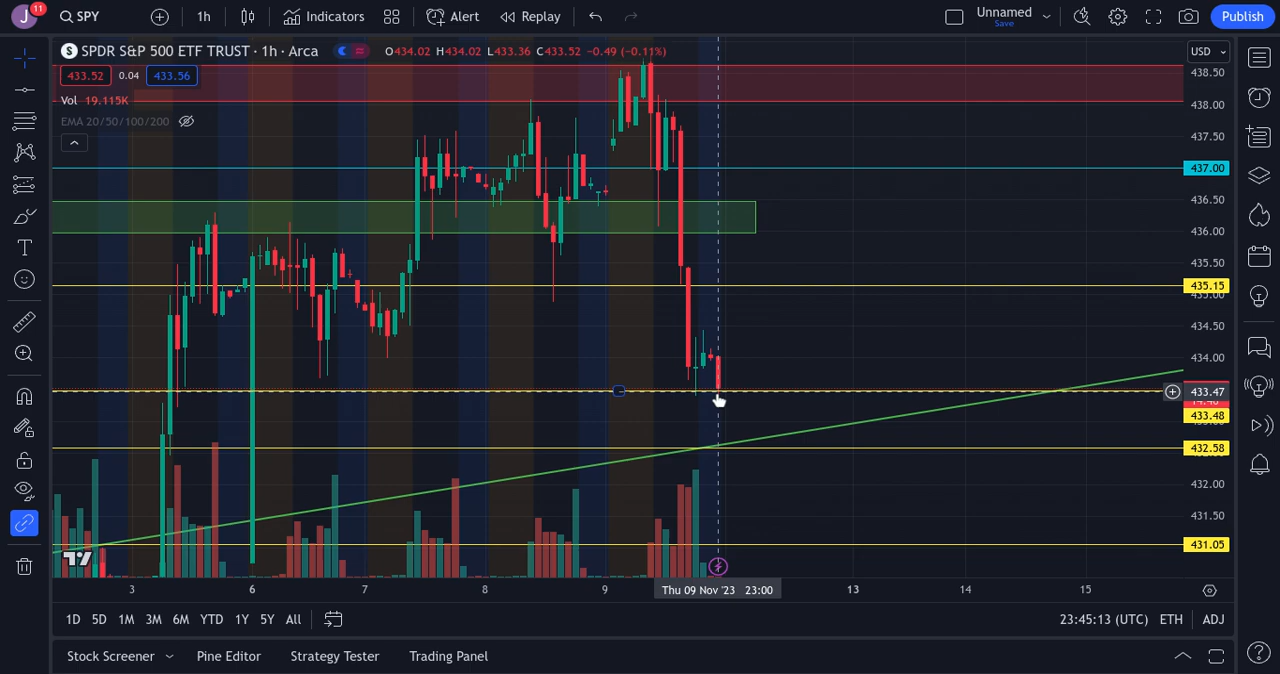 J
11
SPY
1h
Indicators
Alert
Replay
Unnamed
Save
Publish
S SPDR S&P 500 ETF TRUST · 1h · Arca
O434.02 H434.02 L433.36 C433.52 −0.49 (−0.11%)
433.52 0.04 433.56
Vol 19.115K
EMA 20/50/100/200
USD
438.50
438.00
437.50
437.00
436.50
436.00
435.50
435.15
435.00
434.50
434.00
433.47
433.48
432.58
432.00
431.50
431.05
3 6 7 8 9 13 14 15
Thu 09 Nov '23 23:00
1D 5D 1M 3M 6M YTD 1Y 5Y All
23:45:13 (UTC) ETH ADJ
Stock Screener Pine Editor Strategy Tester Trading Panel